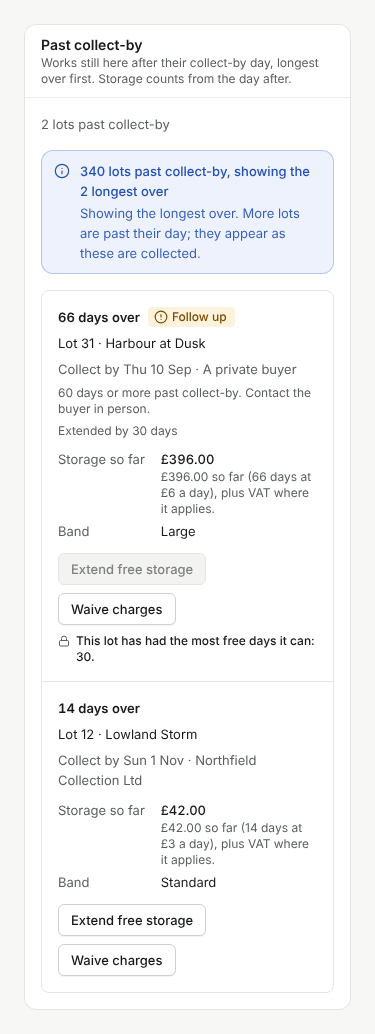 Past collect-by
Works still here after their collect-by day, longest
over first. Storage counts from the day after.
2 lots past collect-by
340 lots past collect-by, showing the
2 longest over
Showing the longest over. More lots
are past their day; they appear as
these are collected.
66 days over
Follow up
Lot 31 · Harbour at Dusk
Collect by Thu 10 Sep · A private buyer
60 days or more past collect-by. Contact the
buyer in person.
Extended by 30 days
Storage so far
£396.00
£396.00 so far (66 days at
£6 a day), plus VAT where
it applies.
Band
Large
Extend free storage
Waive charges
This lot has had the most free days it can:
30.
14 days over
Lot 12 · Lowland Storm
Collect by Sun 1 Nov · Northfield
Collection Ltd
Storage so far
£42.00
£42.00 so far (14 days at
£3 a day), plus VAT where
it applies.
Band
Standard
Extend free storage
Waive charges